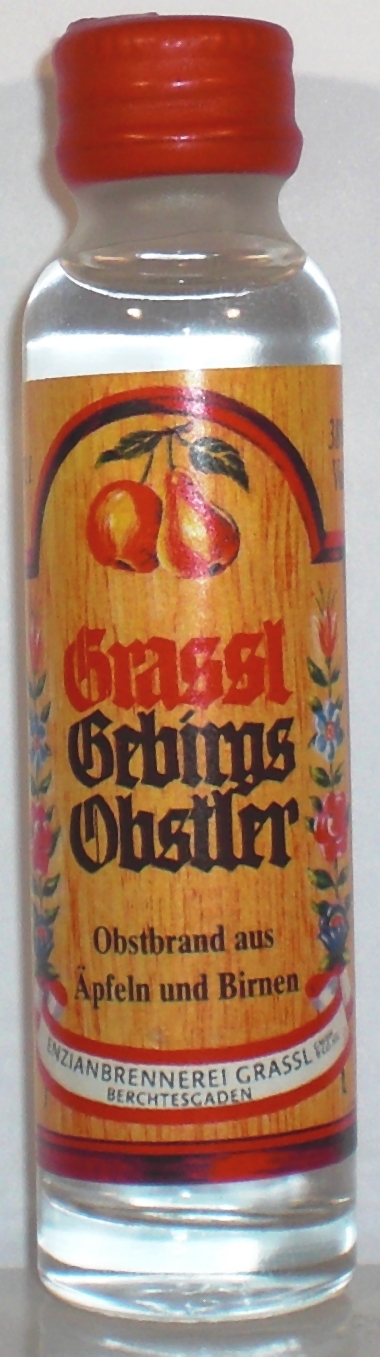 Grassl
Gebirgs
Obstler
Obstbrand aus
Äpfeln und Birnen
ENZIANBRENNEREI GRASSL
BERCHTESGADEN